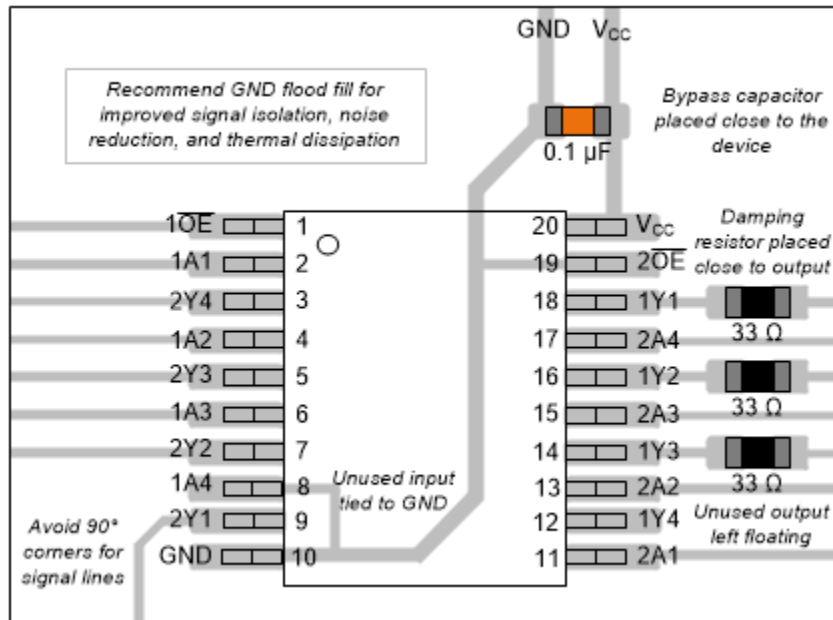 GND VCC
Recommend GND flood fill for
improved signal isolation, noise
reduction, and thermal dissipation
Bypass capacitor
placed close to the
device
0.1 µF
1O̅E̅ 1 20 VCC
Damping
resistor placed
close to output
1A1 2 19 2O̅E̅
2Y4 3 18 1Y1
33 Ω
1A2 4 17 2A4
2Y3 5 16 1Y2
33 Ω
1A3 6 15 2A3
2Y2 7 14 1Y3
33 Ω
Unused input
tied to GND
1A4 8 13 2A2
2Y1 9 12 1Y4
Unused output
left floating
Avoid 90°
corners for
signal lines
GND 10 11 2A1